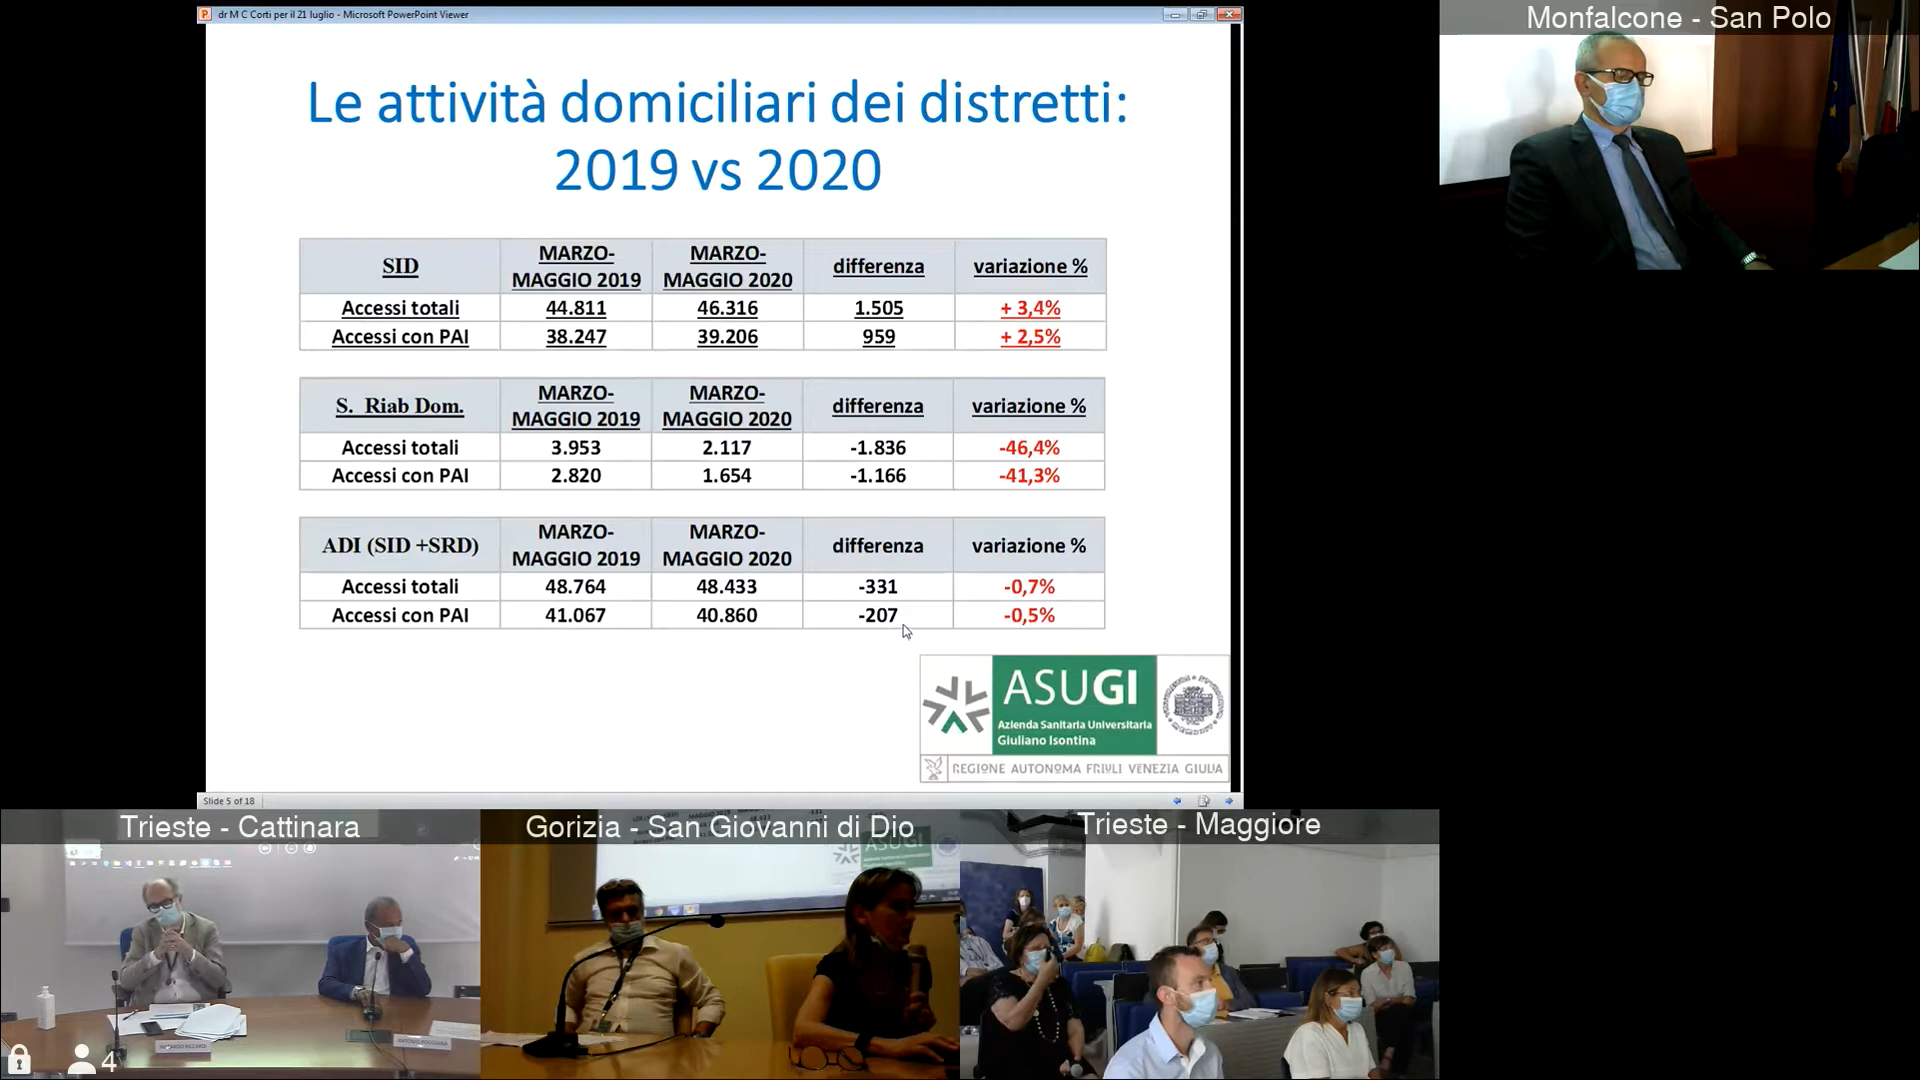 dr M C Corti per il 21 luglio - Microsoft PowerPoint Viewer
Monfalcone - San Polo
Le attività domiciliari dei distretti:
2019 vs 2020
SID MARZO-MAGGIO 2019 MARZO-MAGGIO 2020 differenza variazione %
Accessi totali 44.811 46.316 1.505 + 3,4%
Accessi con PAI 38.247 39.206 959 + 2,5%
S. Riab Dom. MARZO-MAGGIO 2019 MARZO-MAGGIO 2020 differenza variazione %
Accessi totali 3.953 2.117 -1.836 -46,4%
Accessi con PAI 2.820 1.654 -1.166 -41,3%
ADI (SID +SRD) MARZO-MAGGIO 2019 MARZO-MAGGIO 2020 differenza variazione %
Accessi totali 48.764 48.433 -331 -0,7%
Accessi con PAI 41.067 40.860 -207 -0,5%
ASUGI
Azienda Sanitaria Universitaria
Giuliano Isontina
REGIONE AUTONOMA FRIULI VENEZIA GIULIA
Slide 5 of 18
Trieste - Cattinara
Gorizia - San Giovanni di Dio
Trieste - Maggiore
4